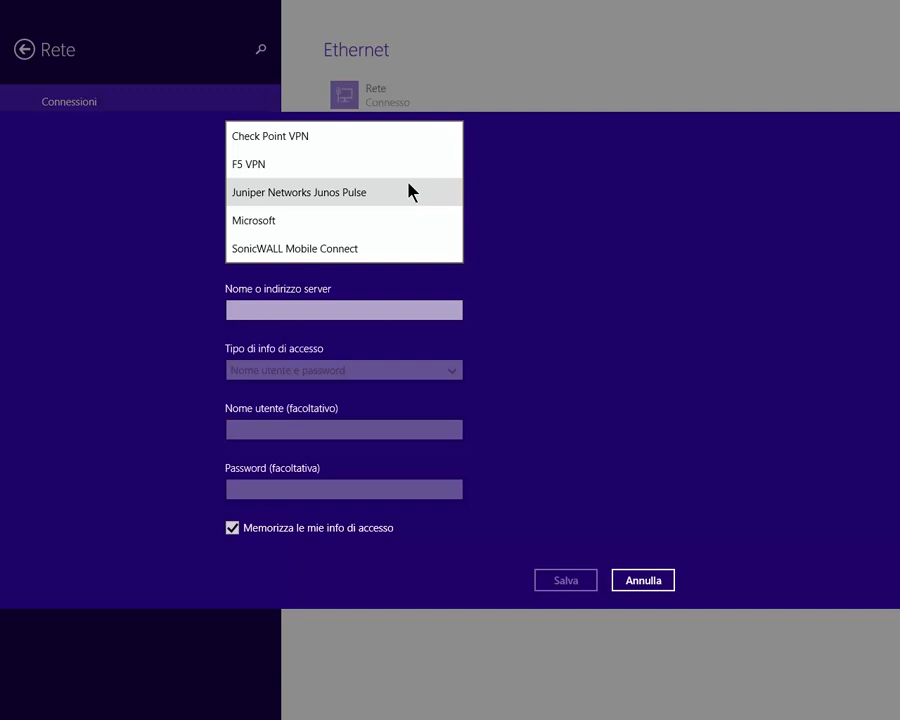 Rete
Ethernet
Rete
Connesso
Connessioni
Check Point VPN
F5 VPN
Juniper Networks Junos Pulse
Microsoft
SonicWALL Mobile Connect
Nome o indirizzo server
Tipo di info di accesso
Nome utente e password
Nome utente (facoltativo)
Password (facoltativa)
Memorizza le mie info di accesso
Salva
Annulla